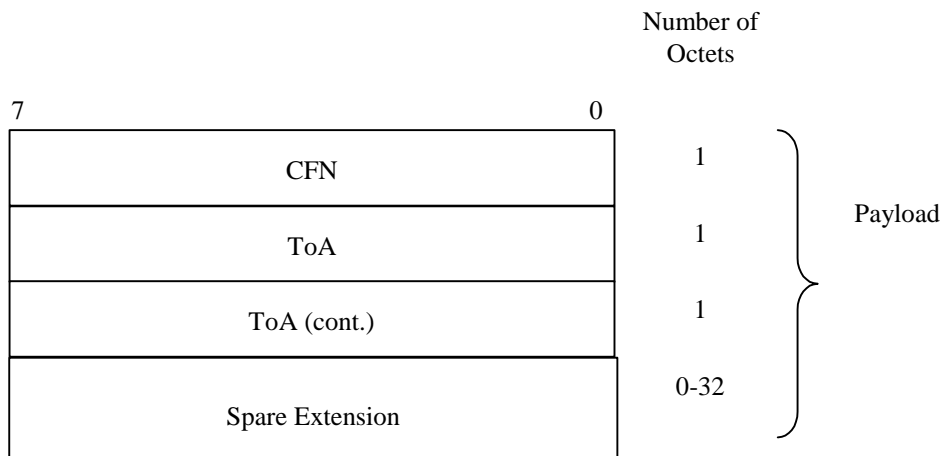 Number of
Octets
7 0
CFN 1
ToA 1
Payload
ToA (cont.) 1
Spare Extension 0-32